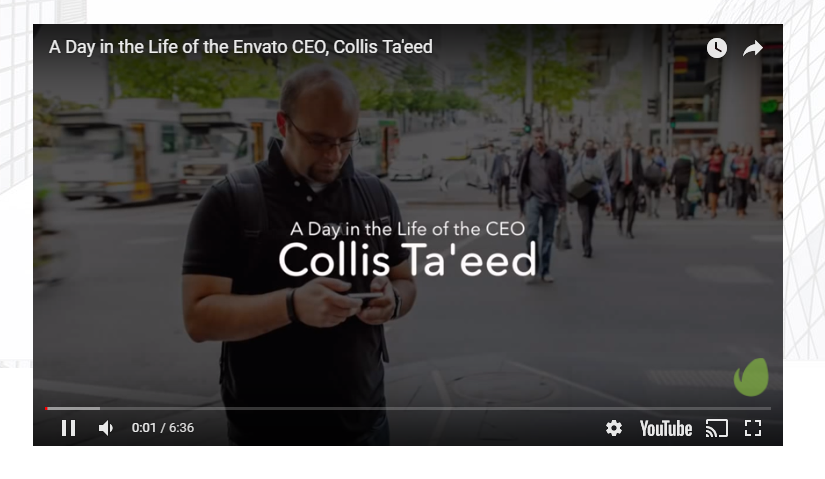 A Day in the Life of the Envato CEO, Collis Ta'eed
A Day in the Life of the CEO
Collis Ta'eed
0:01 / 6:36
YouTube